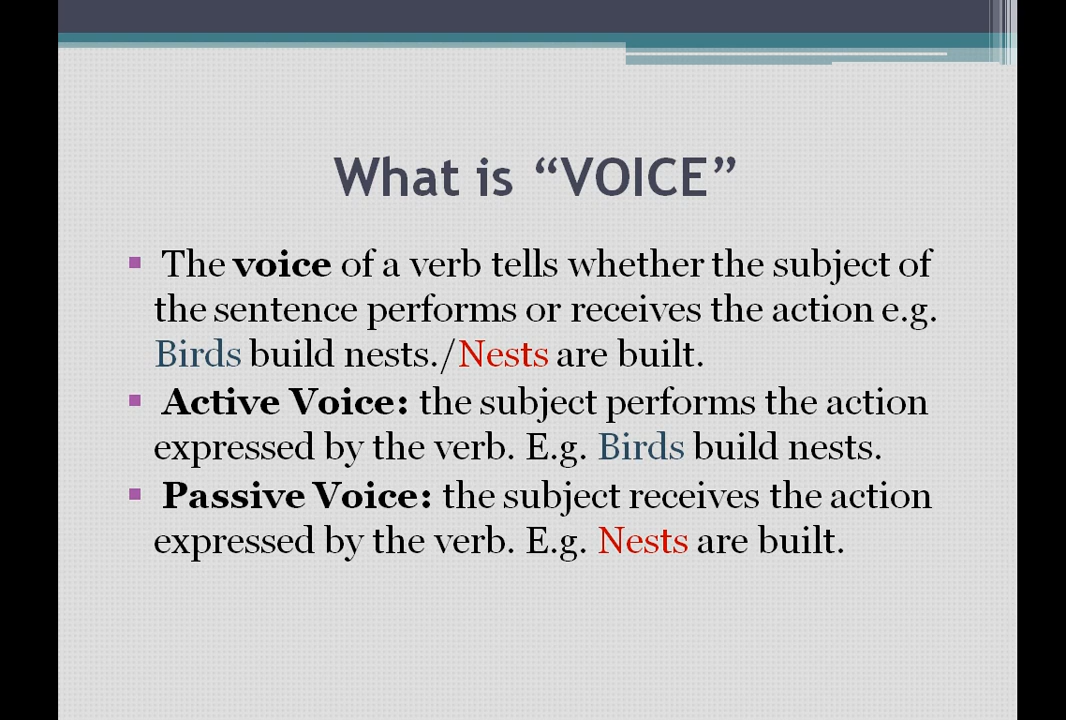 What is “VOICE”
▪ The voice of a verb tells whether the subject of
the sentence performs or receives the action e.g.
Birds build nests./Nests are built.
▪ Active Voice: the subject performs the action
expressed by the verb. E.g. Birds build nests.
▪ Passive Voice: the subject receives the action
expressed by the verb. E.g. Nests are built.